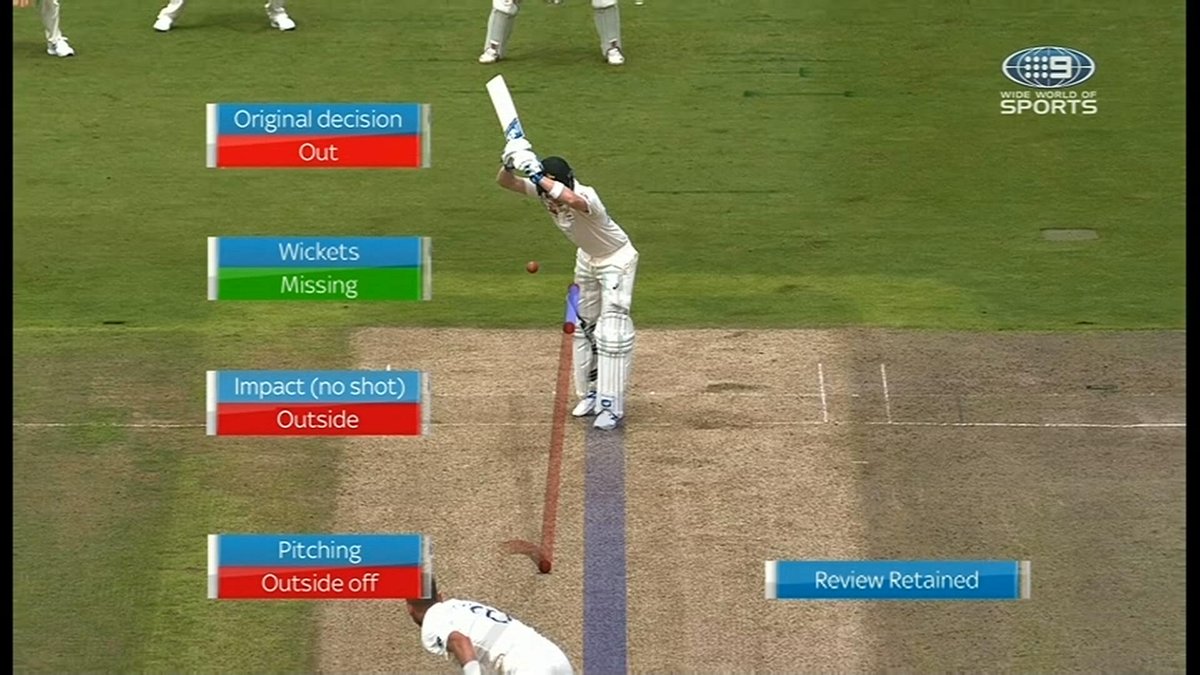 Original decision
Out
Wickets
Missing
Impact (no shot)
Outside
Pitching
Outside off
Review Retained
9
WIDE WORLD OF
SPORTS